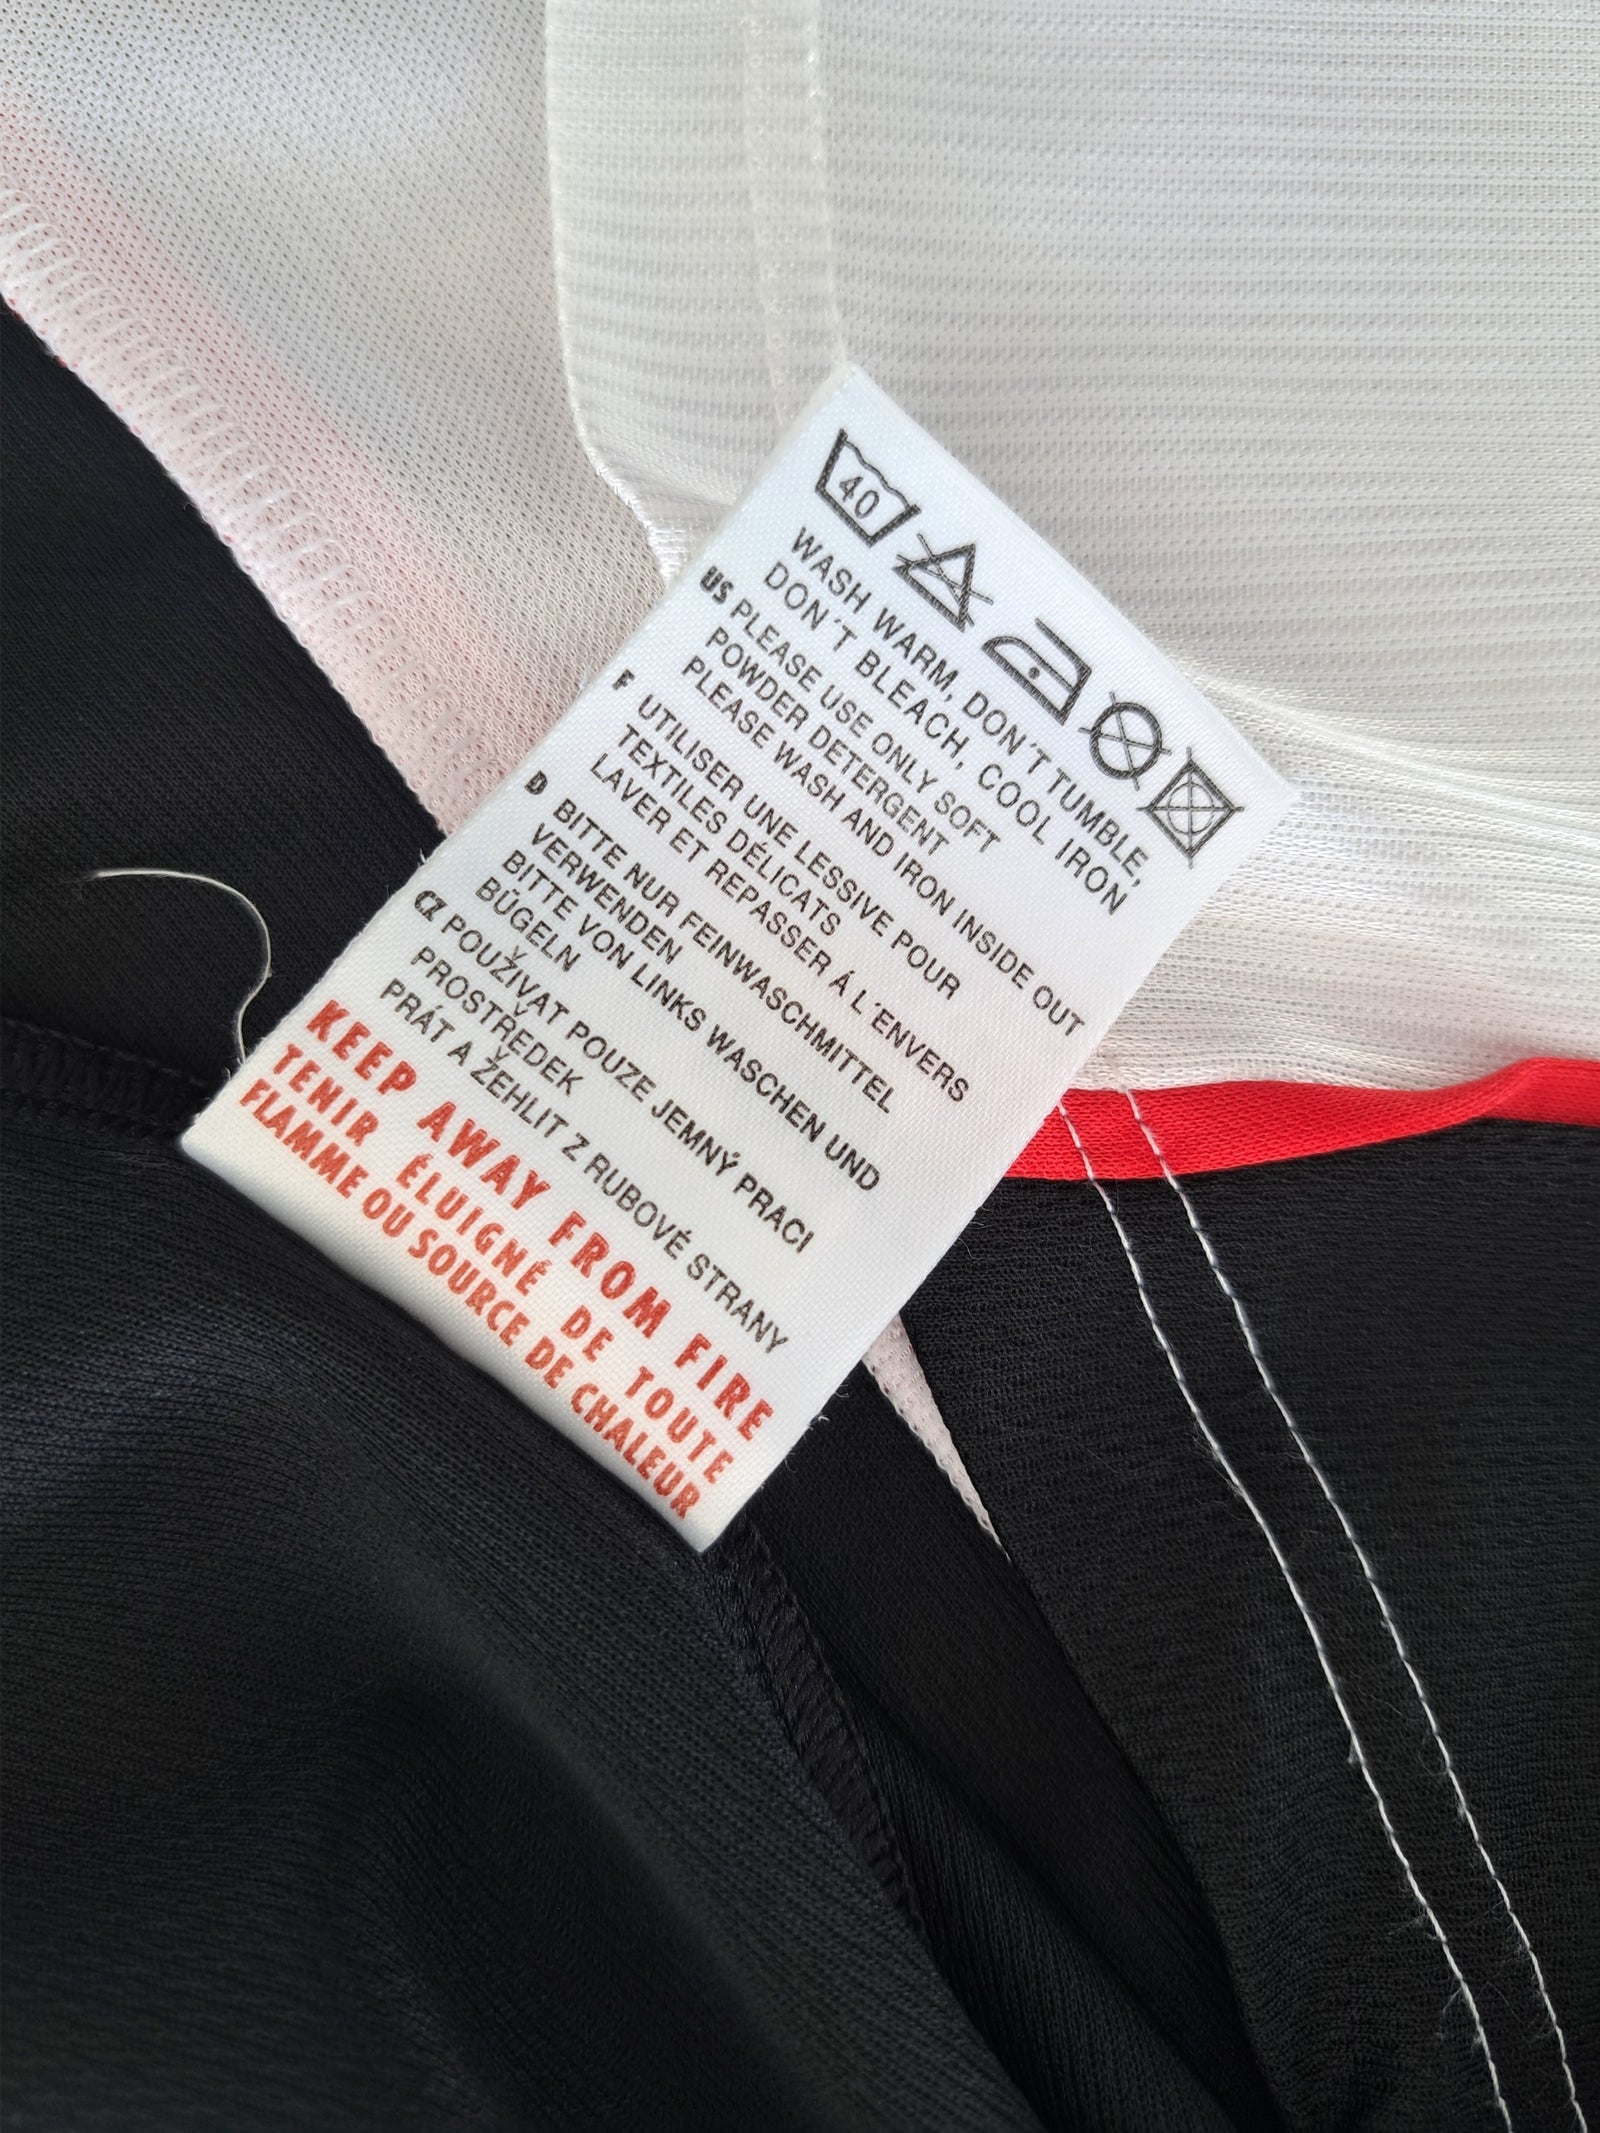 40
WASH WARM, DON´T TUMBLE,
DON´T BLEACH, COOL IRON
US PLEASE USE ONLY SOFT
POWDER DETERGENT
PLEASE WASH AND IRON INSIDE OUT
F UTILISER UNE LESSIVE POUR
TEXTILES DÉLICATS
LAVER ET REPASSER Á L´ENVERS
D BITTE NUR FEINWASCHMITTEL
VERWENDEN
BITTE VON LINKS WASCHEN UND
BÜGELN
CZ POUŽÍVAT POUZE JEMNÝ PRACI
PROSTŘEDEK
PRÁT A ŽEHLIT Z RUBOVÉ STRANY
KEEP AWAY FROM FIRE
TENIR ÉLUIGNÉ DE TOUTE
FLAMME OU SOURCE DE CHALEUR